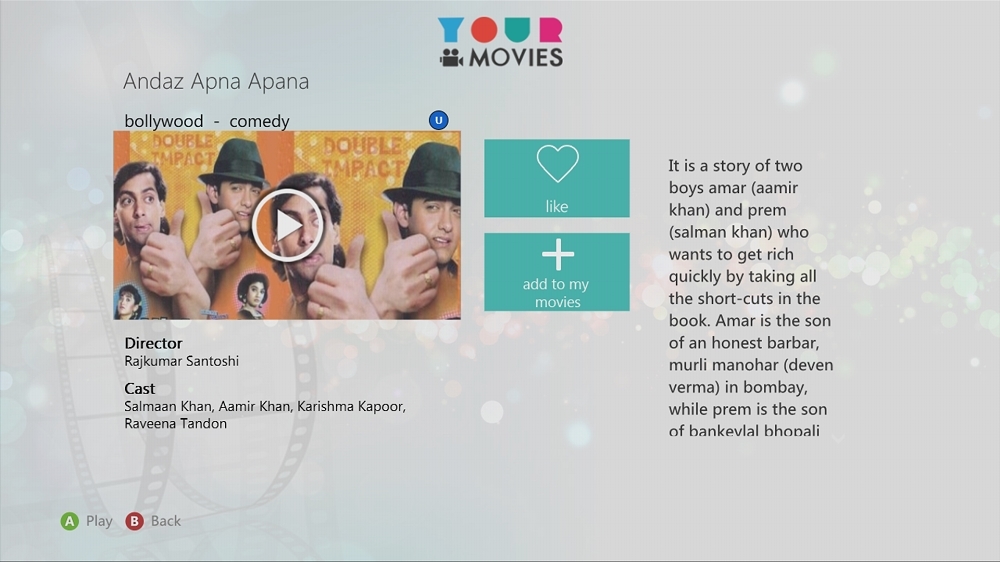 YOUR
MOVIES
Andaz Apna Apana
bollywood - comedy
U
DOUBLE
IMPACT
DOUBLE
IMPACT
like
add to my
movies
It is a story of two
boys amar (aamir
khan) and prem
(salman khan) who
wants to get rich
quickly by taking all
the short-cuts in the
book. Amar is the son
of an honest barbar,
murli manohar (deven
verma) in bombay,
while prem is the son
of bankeylal bhopali
Director
Rajkumar Santoshi
Cast
Salmaan Khan, Aamir Khan, Karishma Kapoor,
Raveena Tandon
A Play B Back